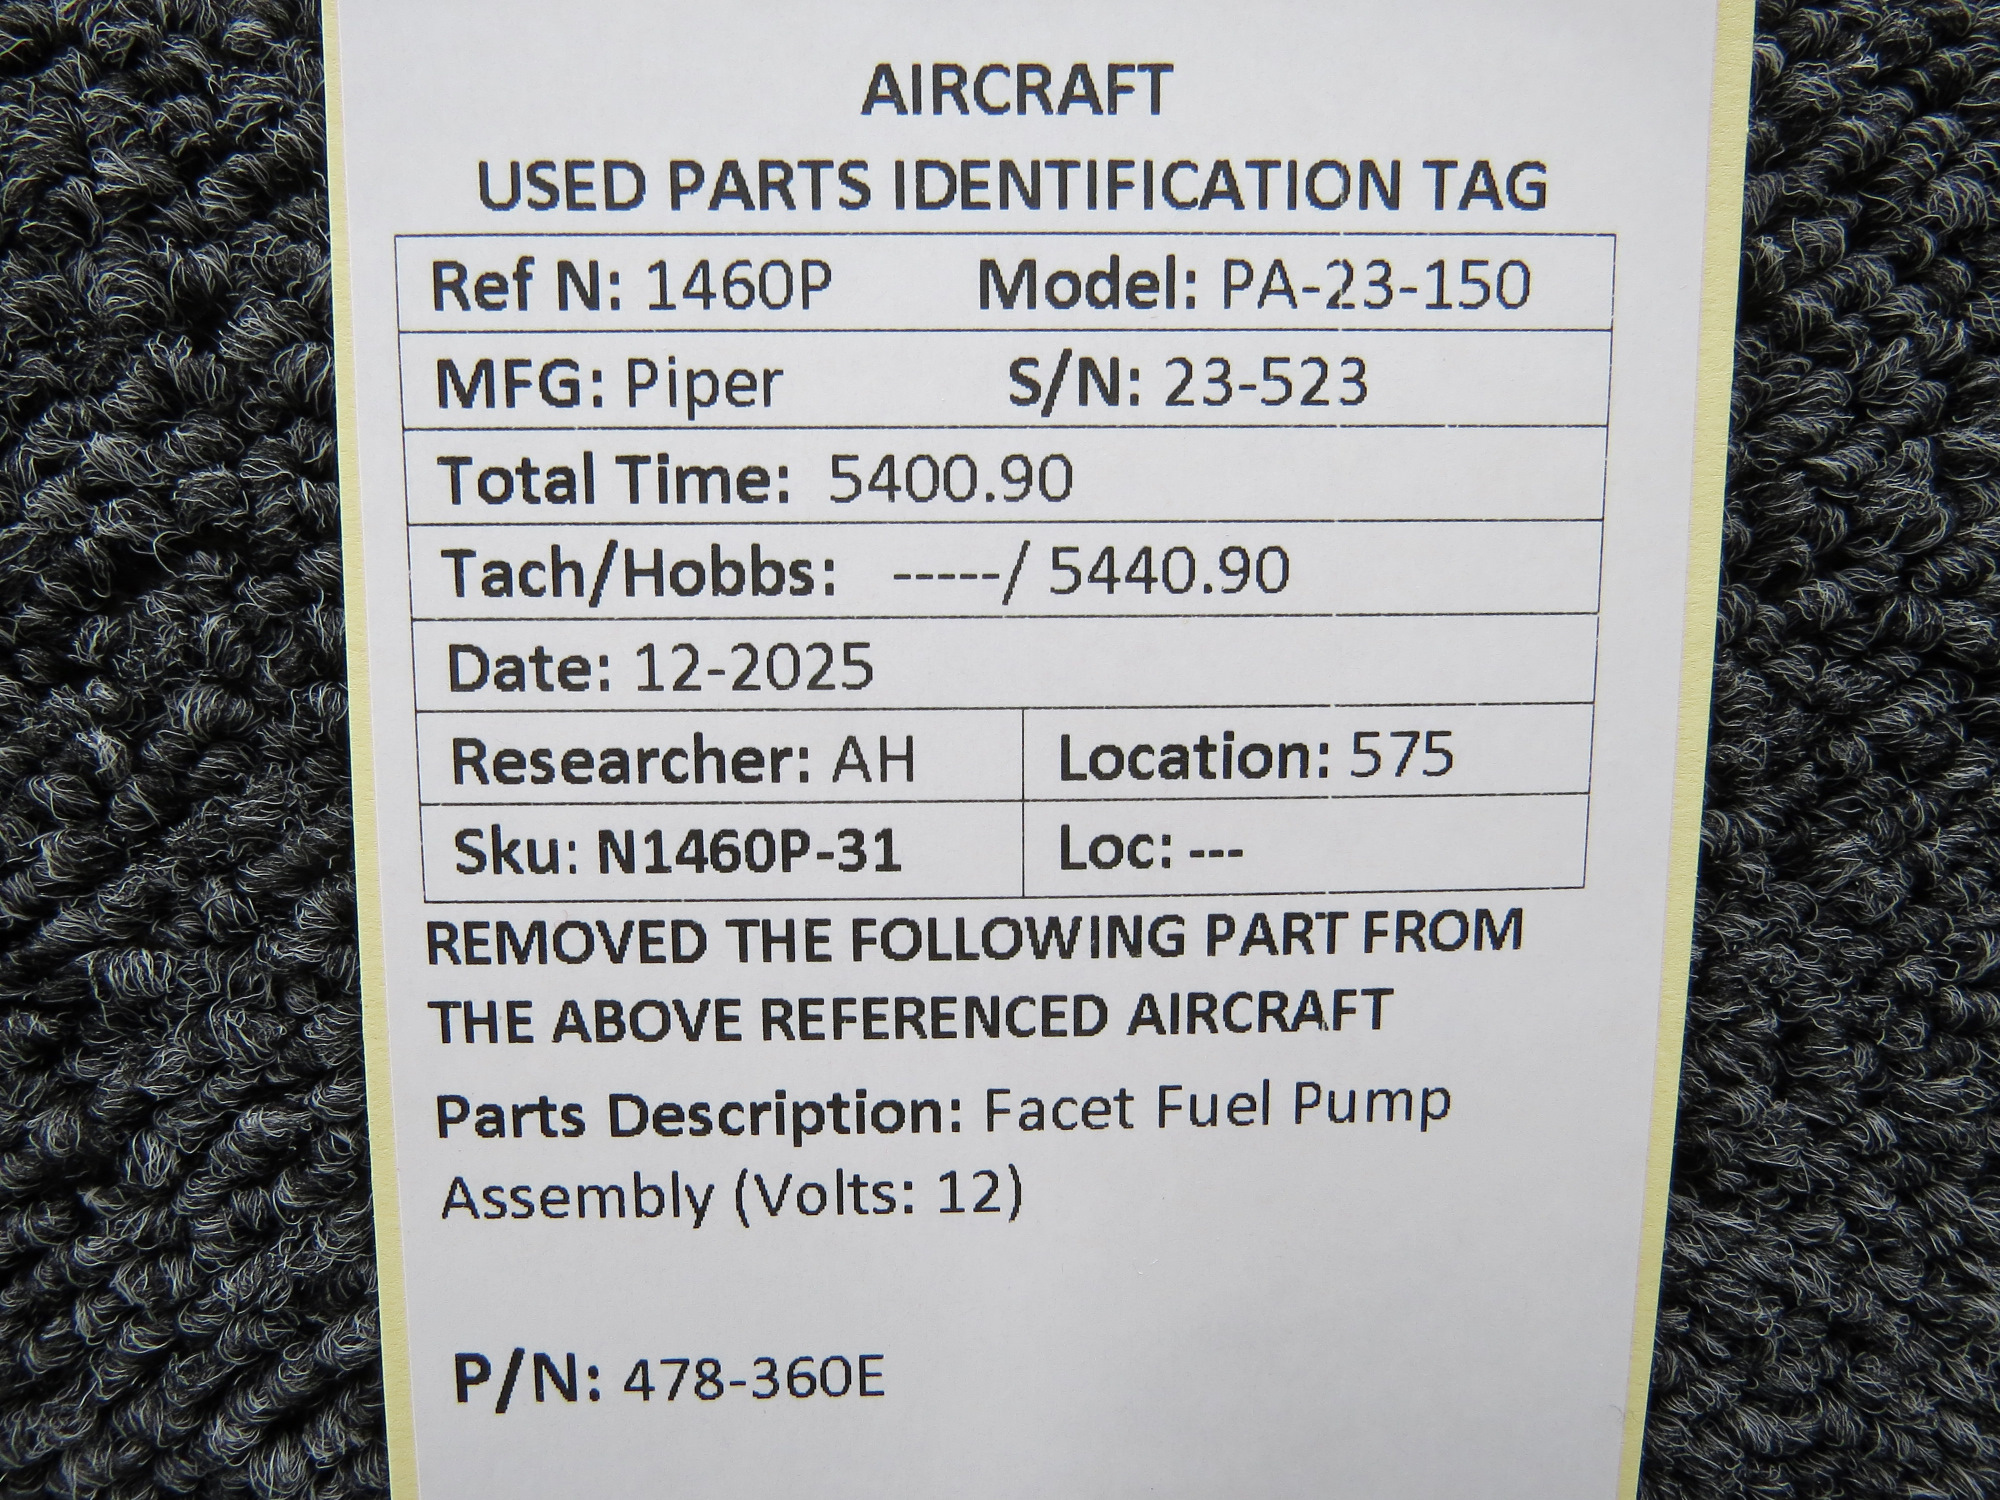 AIRCRAFT
USED PARTS IDENTIFICATION TAG
Ref N: 1460P Model: PA-23-150
MFG: Piper S/N: 23-523
Total Time: 5400.90
Tach/Hobbs: -----/ 5440.90
Date: 12-2025
Researcher: AH Location: 575
Sku: N1460P-31 Loc: ---
REMOVED THE FOLLOWING PART FROM
THE ABOVE REFERENCED AIRCRAFT
Parts Description: Facet Fuel Pump
Assembly (Volts: 12)
P/N: 478-360E